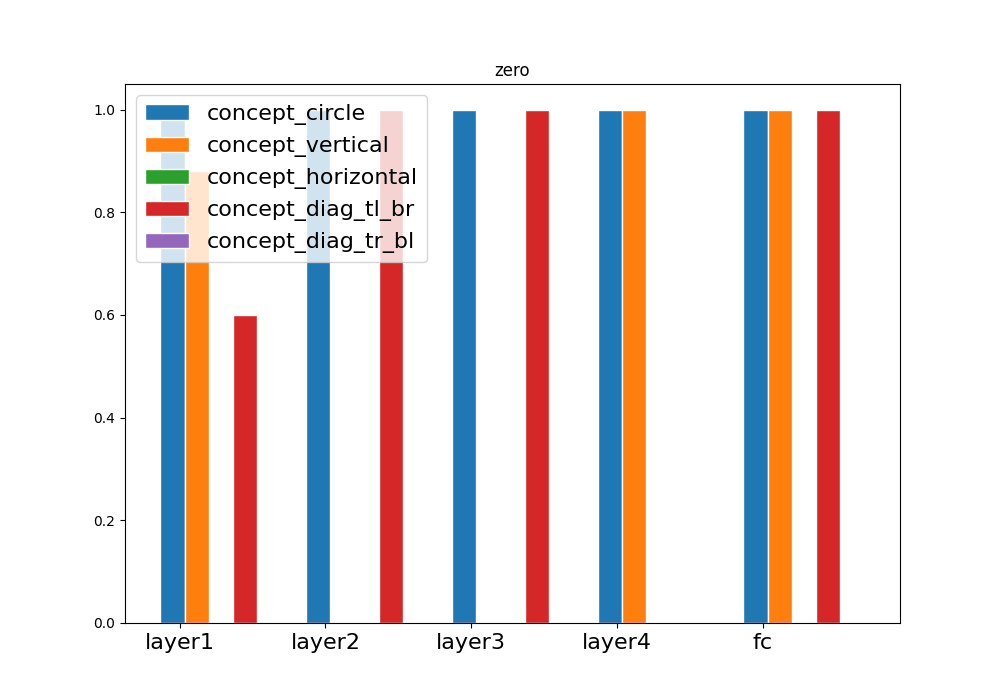 zero
1.0
concept_circle
concept_vertical
concept_horizontal
concept_diag_tl_br
concept_diag_tr_bl
0.8
0.6
0.4
0.2
0.0
layer1 layer2 layer3 layer4 fc